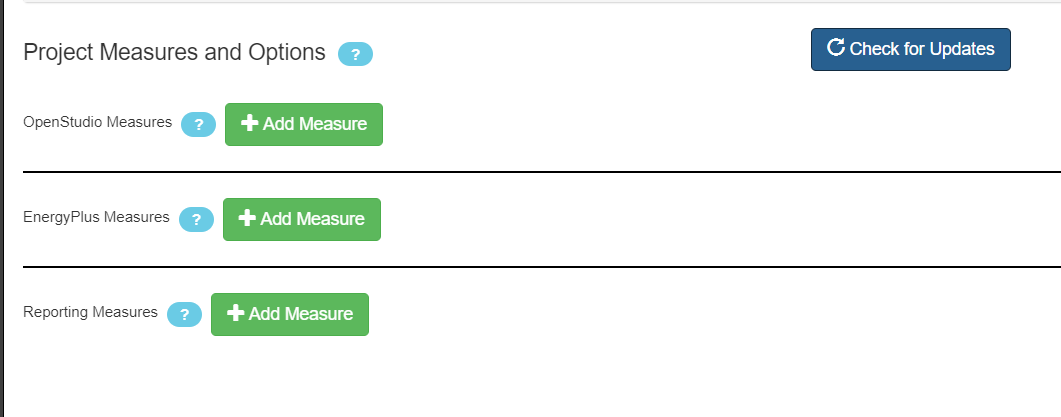 Project Measures and Options ?
Check for Updates
OpenStudio Measures ? Add Measure
EnergyPlus Measures ? Add Measure
Reporting Measures ? Add Measure